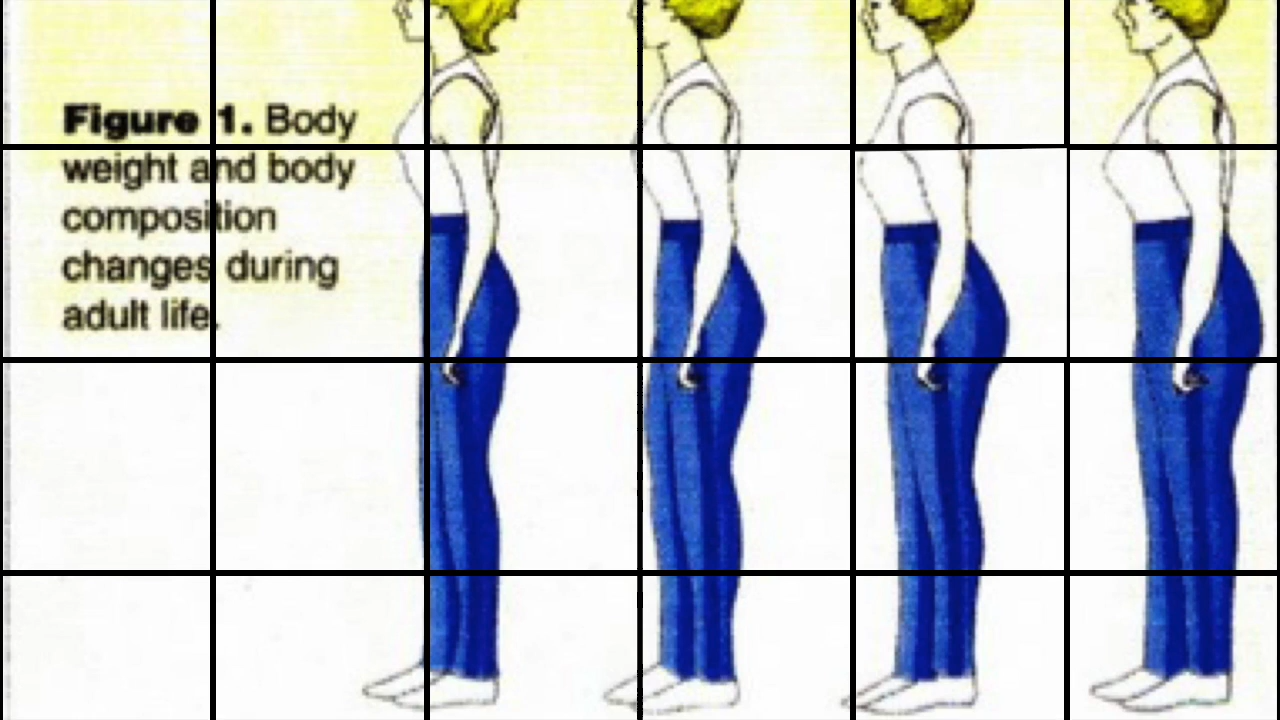 Figure 1. Body
weight and body
composition
changes during
adult life.